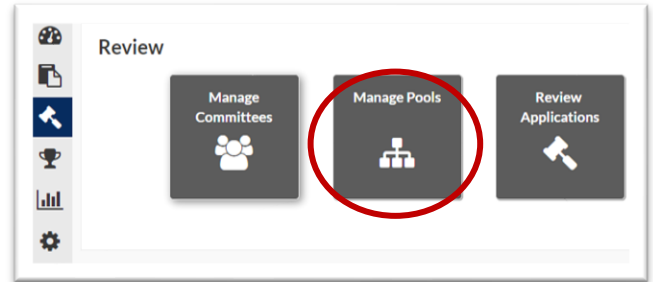 Review
Manage
Committees
Manage Pools
Review
Applications